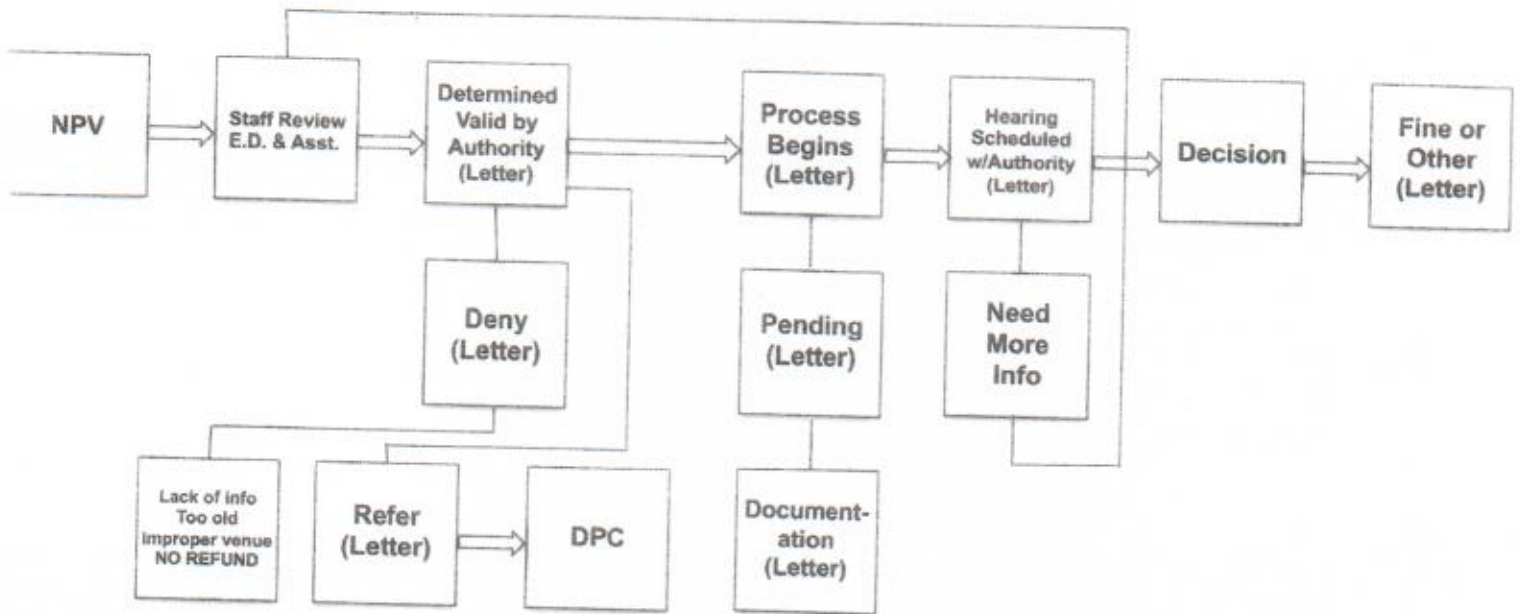 NPV
Staff Review
E.D. & Asst.
Determined
Valid by
Authority
(Letter)
Process
Begins
(Letter)
Hearing
Scheduled
w/Authority
(Letter)
Decision
Fine or
Other
(Letter)
Deny
(Letter)
Pending
(Letter)
Need
More
Info
Lack of info
Too old
Improper venue
NO REFUND
Refer
(Letter)
DPC
Document-
ation
(Letter)